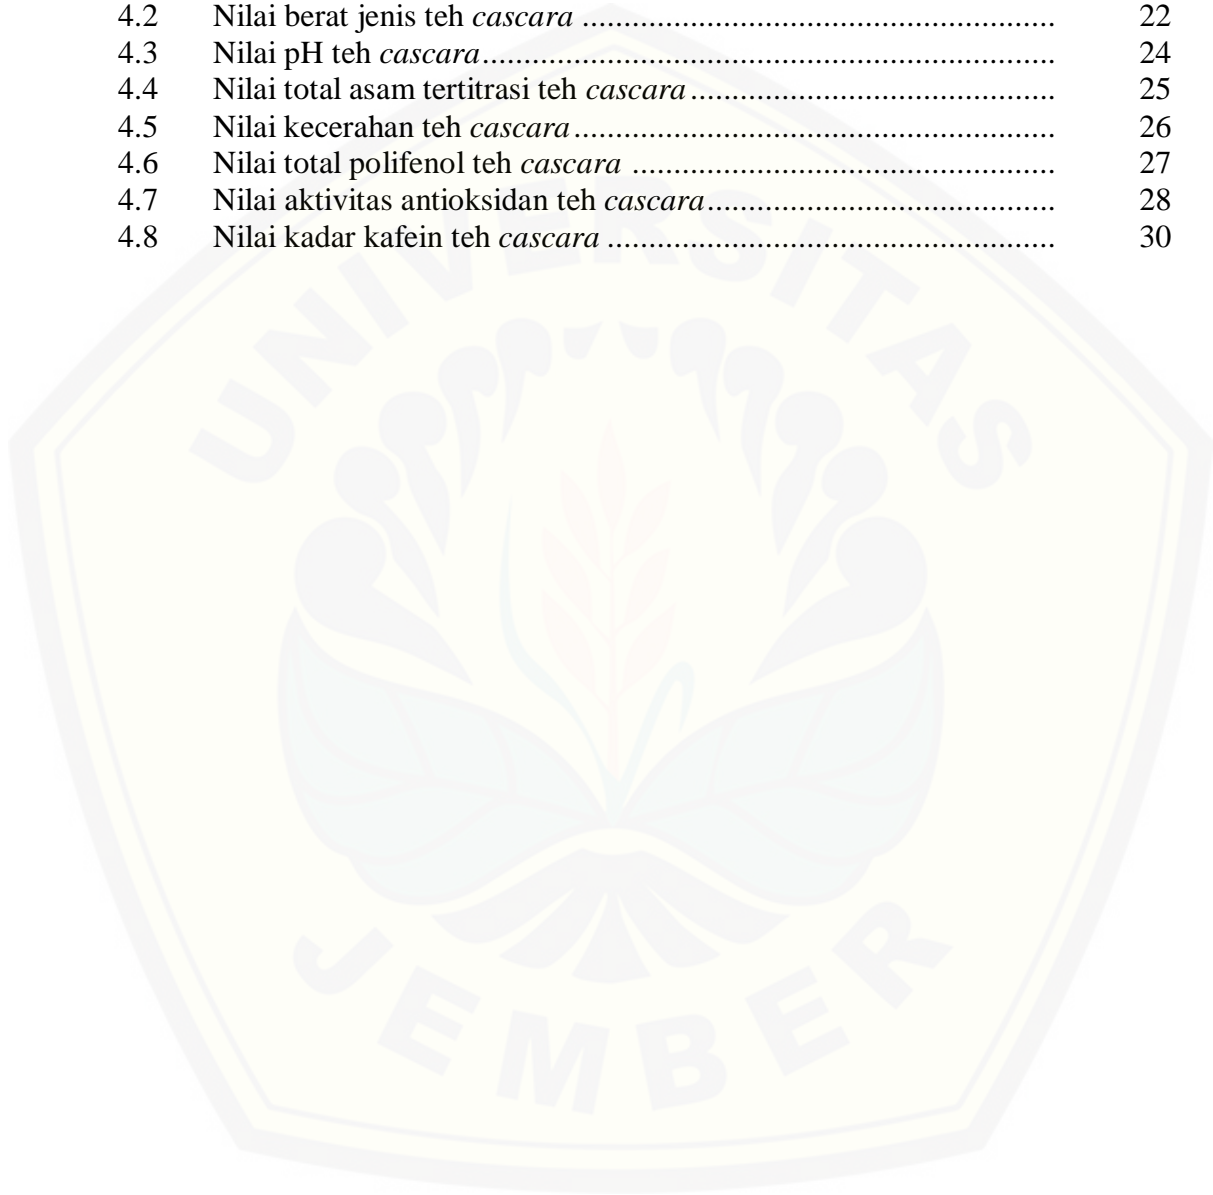 4.2 Nilai berat jenis teh cascara ........................................................... 22
4.3 Nilai pH teh cascara........................................................................ 24
4.4 Nilai total asam tertitrasi teh cascara.............................................. 25
4.5 Nilai kecerahan teh cascara............................................................ 26
4.6 Nilai total polifenol teh cascara ..................................................... 27
4.7 Nilai aktivitas antioksidan teh cascara............................................ 28
4.8 Nilai kadar kafein teh cascara ........................................................ 30
UNIVERSITAS
JEMBER